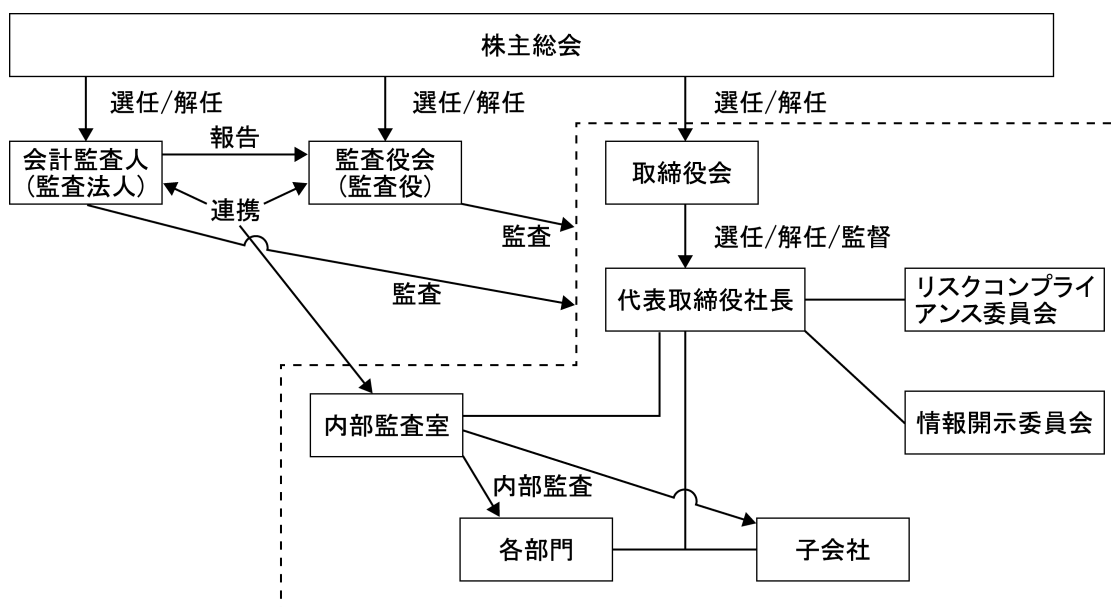 株主総会
選任/解任
選任/解任
選任/解任
報告
会計監査人
（監査法人）
監査役会
（監査役）
取締役会
連携
監査
選任/解任/監督
監査
代表取締役社長
リスクコンプライ
アンス委員会
内部監査室
情報開示委員会
内部監査
各部門
子会社